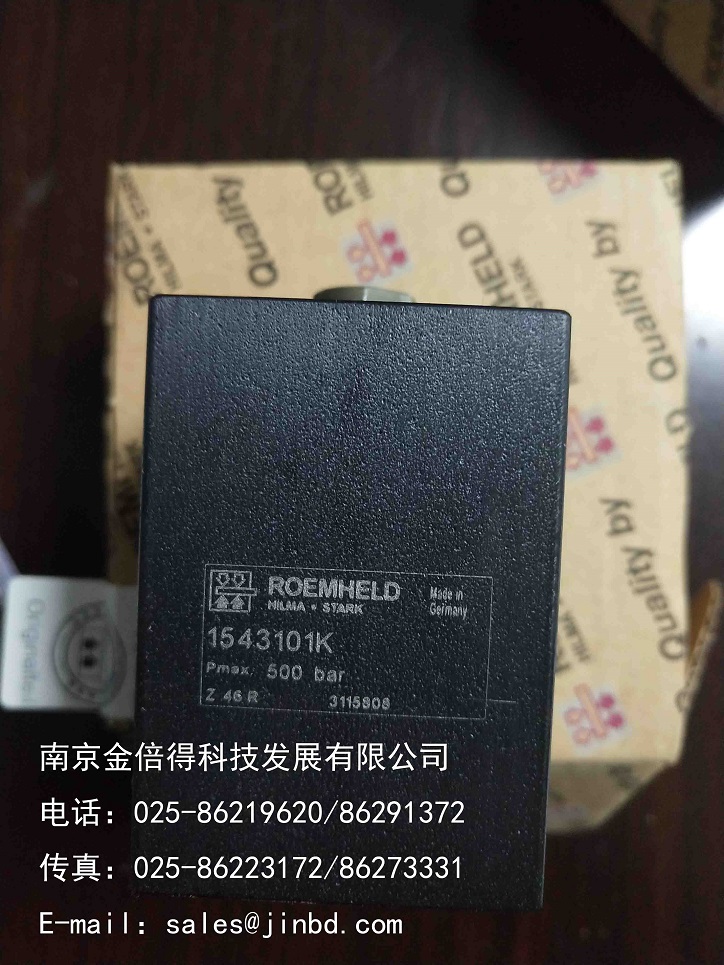 Quality by
ROEMHELD
HILMA • STARK
Quality by
ROEMHELD
HILMA • STARK
Made in
Germany
1543101K
Pmax. 500 bar
Z 46 R 3115808
南京金倍得科技发展有限公司
电话：025-86219620/86291372
传真：025-86223172/86273331
E-mail：sales@jinbd.com